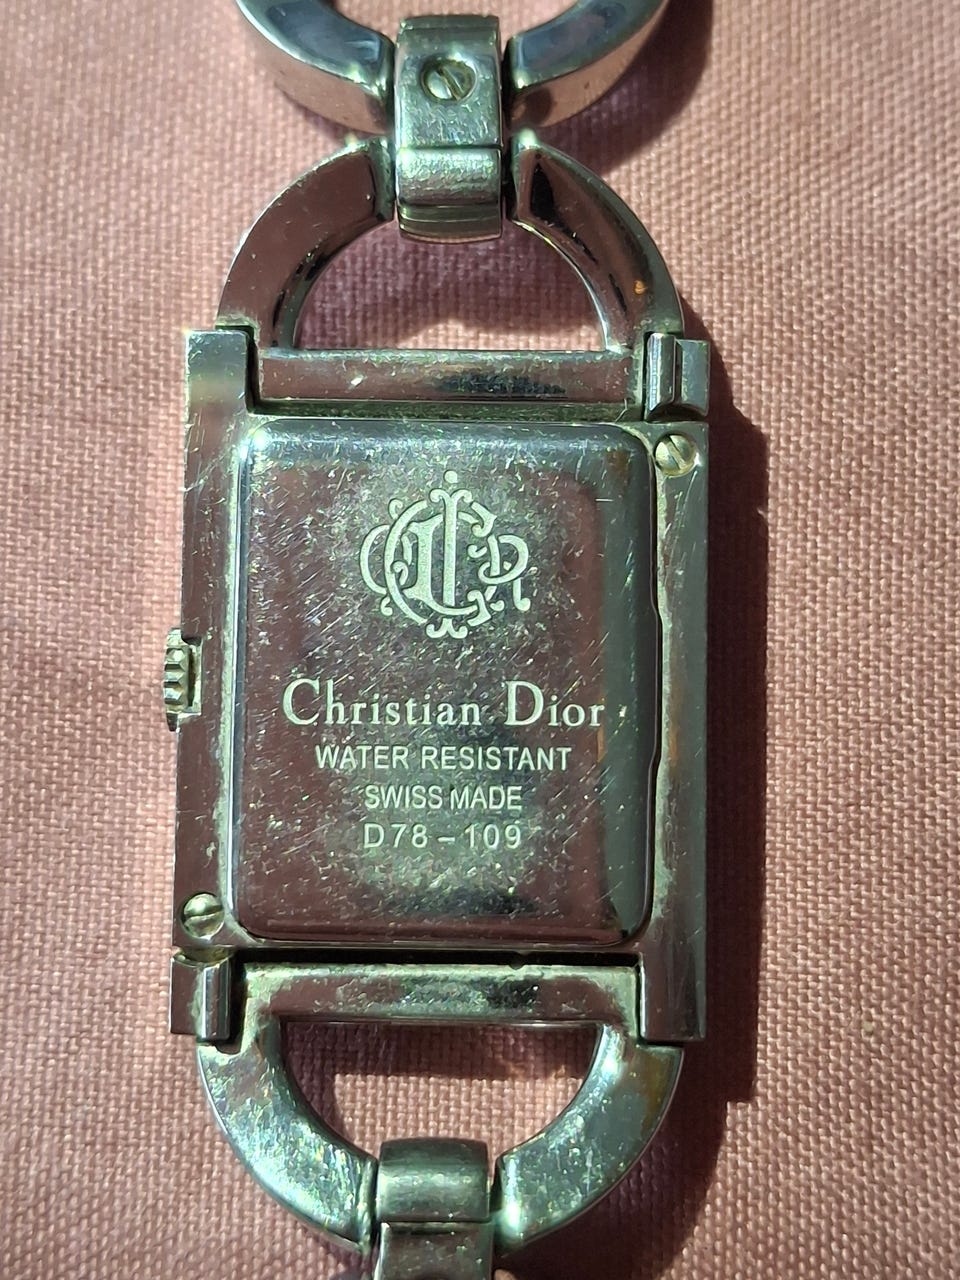 Christian Dior
WATER RESISTANT
SWISS MADE
D78-109